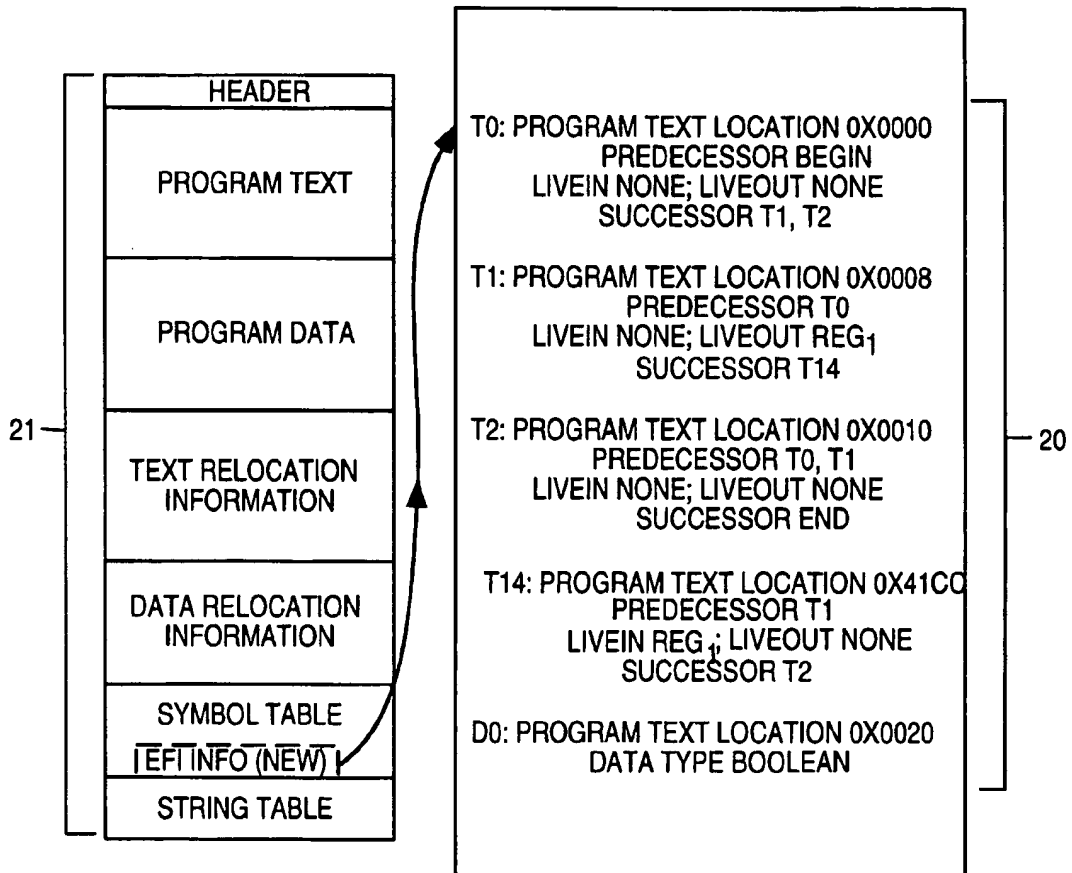 21
HEADER
PROGRAM TEXT
PROGRAM DATA
TEXT RELOCATION
INFORMATION
DATA RELOCATION
INFORMATION
SYMBOL TABLE
EFI INFO (NEW)
STRING TABLE
T0: PROGRAM TEXT LOCATION 0X0000
PREDECESSOR BEGIN
LIVEIN NONE; LIVEOUT NONE
SUCCESSOR T1, T2
T1: PROGRAM TEXT LOCATION 0X0008
PREDECESSOR T0
LIVEIN NONE; LIVEOUT REG1
SUCCESSOR T14
T2: PROGRAM TEXT LOCATION 0X0010
PREDECESSOR T0, T1
LIVEIN NONE; LIVEOUT NONE
SUCCESSOR END
T14: PROGRAM TEXT LOCATION 0X41CC
PREDECESSOR T1
LIVEIN REG1; LIVEOUT NONE
SUCCESSOR T2
D0: PROGRAM TEXT LOCATION 0X0020
DATA TYPE BOOLEAN
20